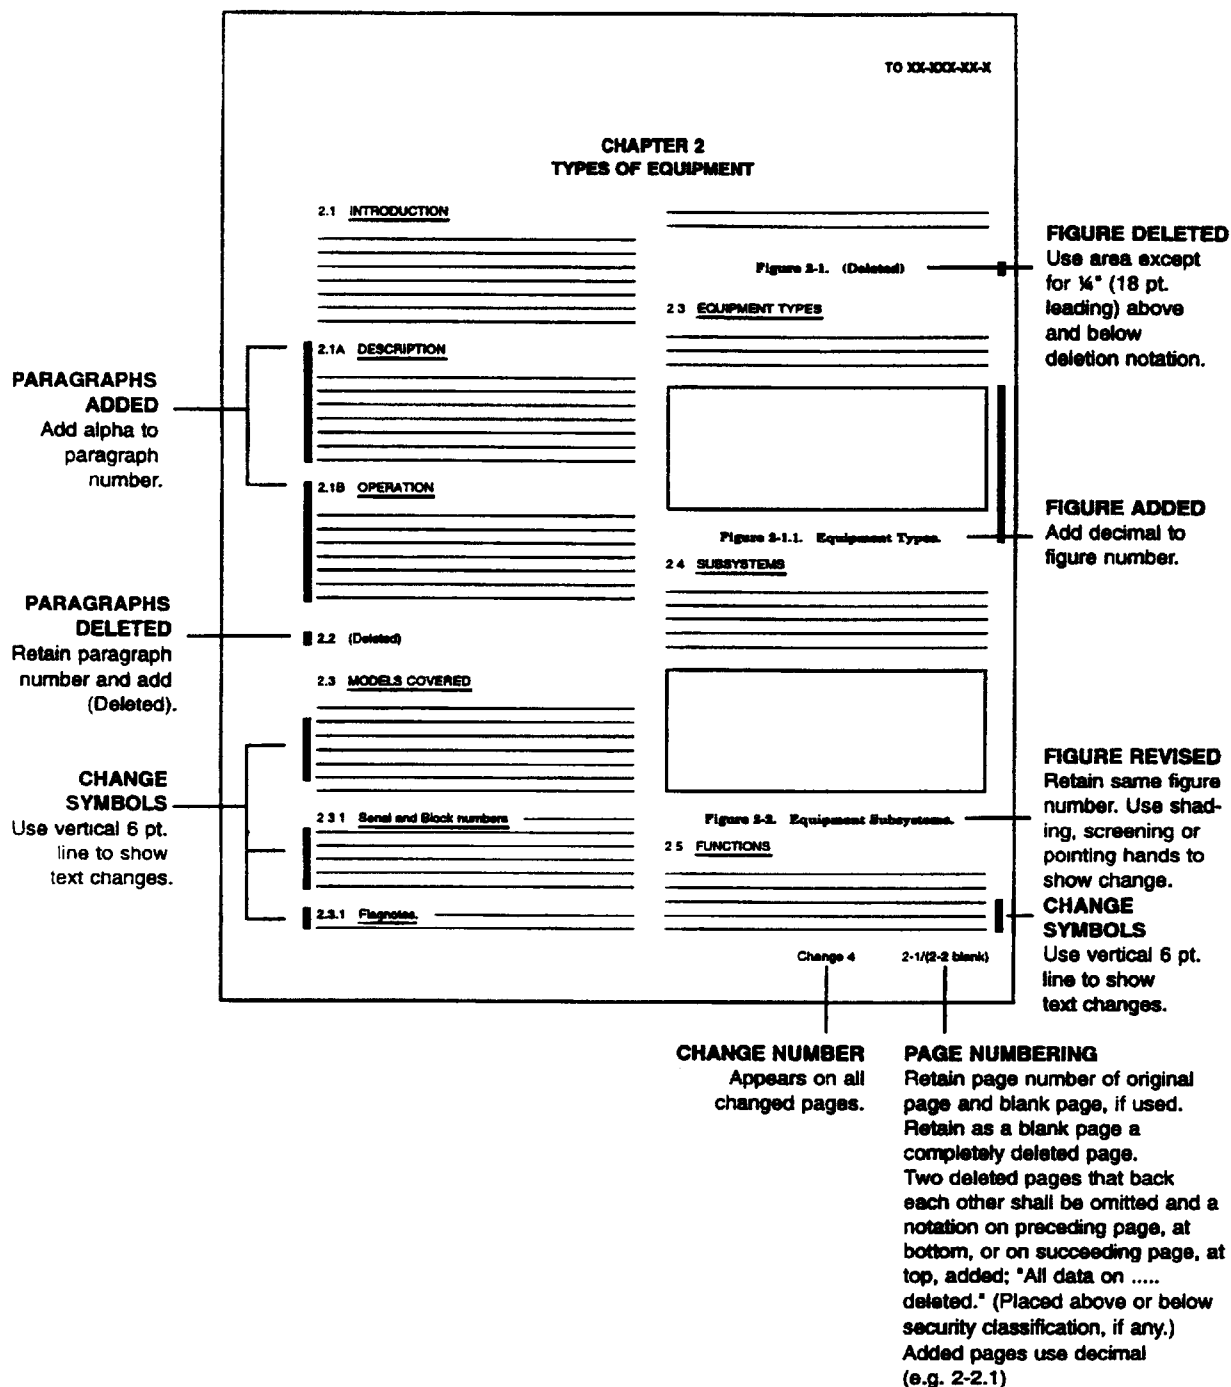 TO XX-XXX-XX-X
CHAPTER 2
TYPES OF EQUIPMENT
2.1 INTRODUCTION
2.1A DESCRIPTION
2.1B OPERATION
2.2 (Deleted)
2.3 MODELS COVERED
2 3 1 Serial and Block numbers
2.3.1 Flagnotes.
Figure 2-1. (Deleted)
2 3 EQUIPMENT TYPES
Figure 2-1.1. Equipment Types.
2 4 SUBSYSTEMS
Figure 2-2. Equipment Subsystems.
2 5 FUNCTIONS
Change 4 2-1/(2-2 blank)
PARAGRAPHS
ADDED
Add alpha to
paragraph
number.
PARAGRAPHS
DELETED
Retain paragraph
number and add
(Deleted).
CHANGE
SYMBOLS
Use vertical 6 pt.
line to show
text changes.
FIGURE DELETED
Use area except
for ¼" (18 pt.
leading) above
and below
deletion notation.
FIGURE ADDED
Add decimal to
figure number.
FIGURE REVISED
Retain same figure
number. Use shad-
ing, screening or
pointing hands to
show change.
CHANGE
SYMBOLS
Use vertical 6 pt.
line to show
text changes.
CHANGE NUMBER
Appears on all
changed pages.
PAGE NUMBERING
Retain page number of original
page and blank page, if used.
Retain as a blank page a
completely deleted page.
Two deleted pages that back
each other shall be omitted and a
notation on preceding page, at
bottom, or on succeeding page, at
top, added; "All data on .....
deleted." (Placed above or below
security classification, if any.)
Added pages use decimal
(e.g. 2-2.1)